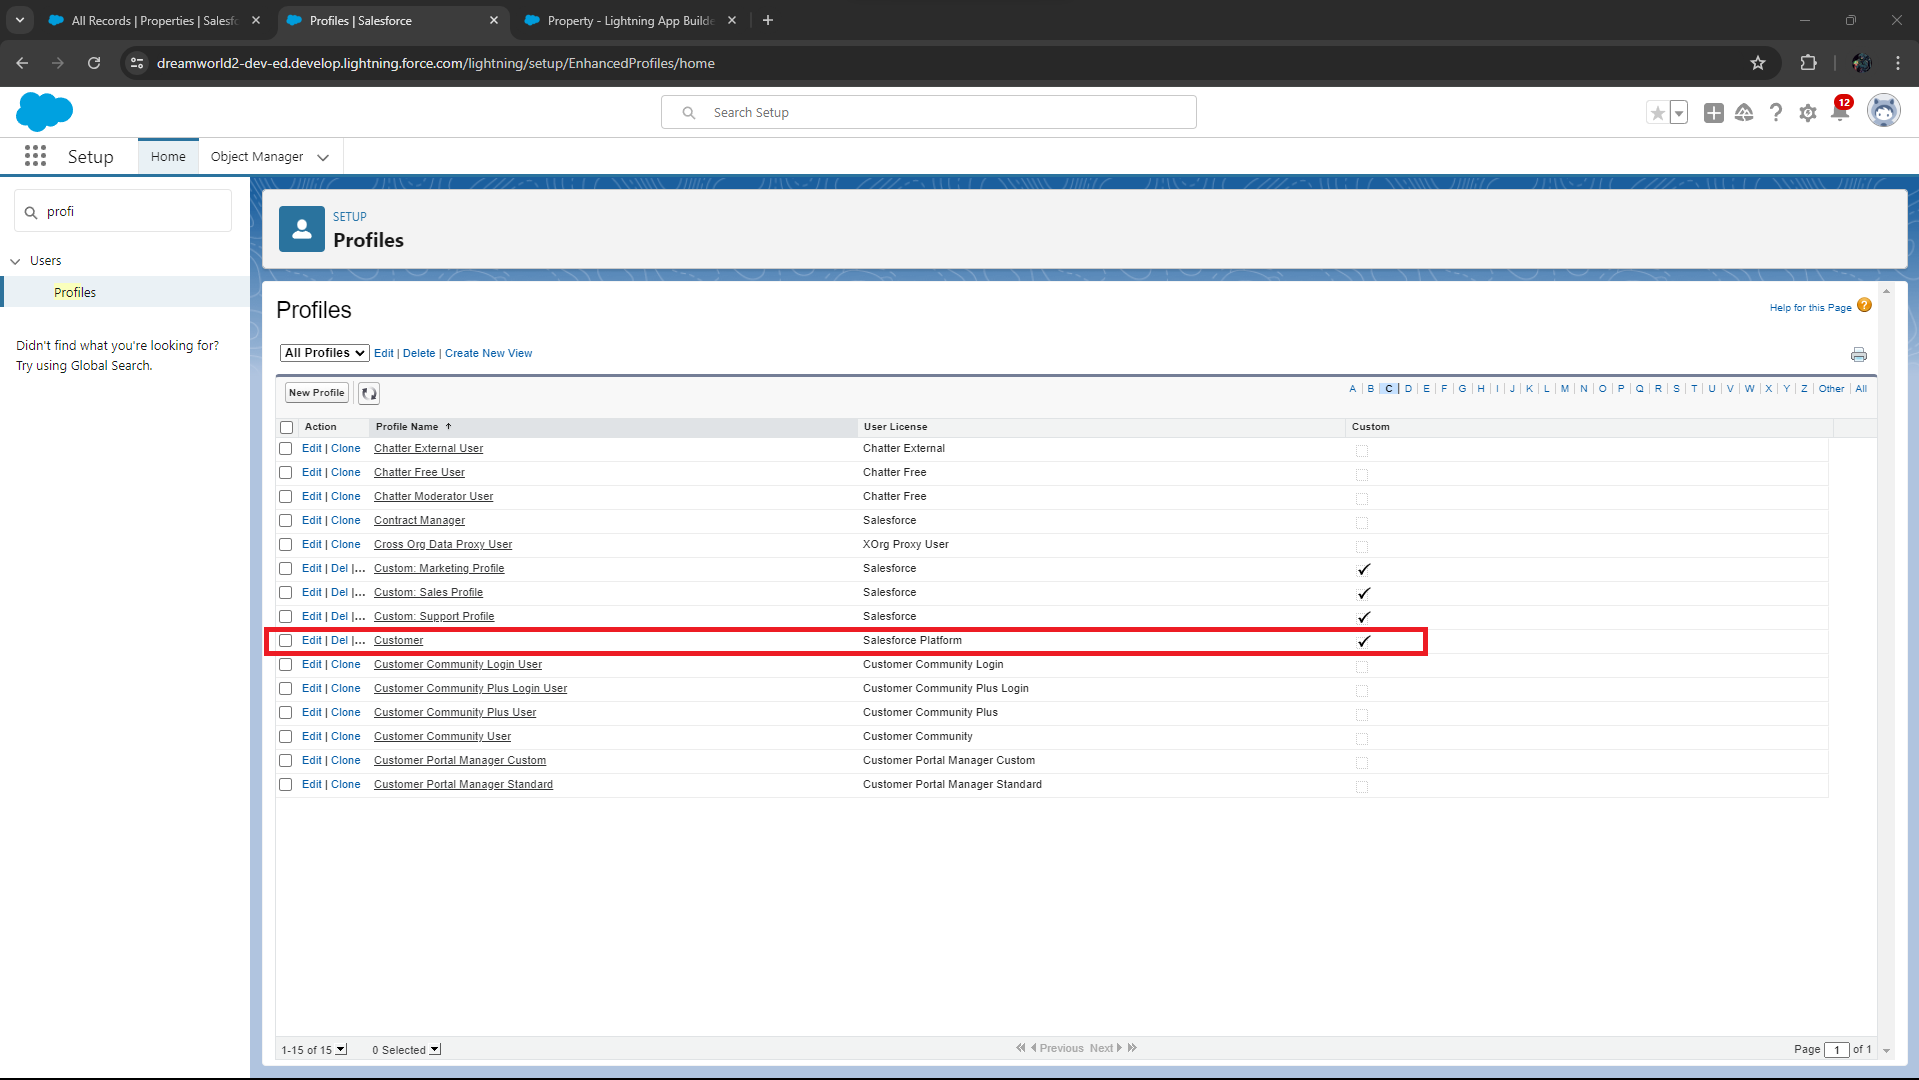 All Records | Properties | Salesfo
Profiles | Salesforce
Property - Lightning App Builde
dreamworld2-dev-ed.develop.lightning.force.com/lightning/setup/EnhancedProfiles/home
Search Setup
12
Setup
Home
Object Manager
profi
SETUP
Profiles
Users
Profiles
Didn't find what you're looking for?
Try using Global Search.
Profiles
Help for this Page ?
All Profiles Edit | Delete | Create New View
New Profile
A | B | C | D | E | F | G | H | I | J | K | L | M | N | O | P | Q | R | S | T | U | V | W | X | Y | Z | Other | All
Action Profile Name User License Custom
Edit | Clone Chatter External User Chatter External
Edit | Clone Chatter Free User Chatter Free
Edit | Clone Chatter Moderator User Chatter Free
Edit | Clone Contract Manager Salesforce
Edit | Clone Cross Org Data Proxy User XOrg Proxy User
Edit | Del |... Custom: Marketing Profile Salesforce
Edit | Del |... Custom: Sales Profile Salesforce
Edit | Del |... Custom: Support Profile Salesforce
Edit | Del |... Customer Salesforce Platform
Edit | Clone Customer Community Login User Customer Community Login
Edit | Clone Customer Community Plus Login User Customer Community Plus Login
Edit | Clone Customer Community Plus User Customer Community Plus
Edit | Clone Customer Community User Customer Community
Edit | Clone Customer Portal Manager Custom Customer Portal Manager Custom
Edit | Clone Customer Portal Manager Standard Customer Portal Manager Standard
1-15 of 15 0 Selected Previous Next Page 1 of 1